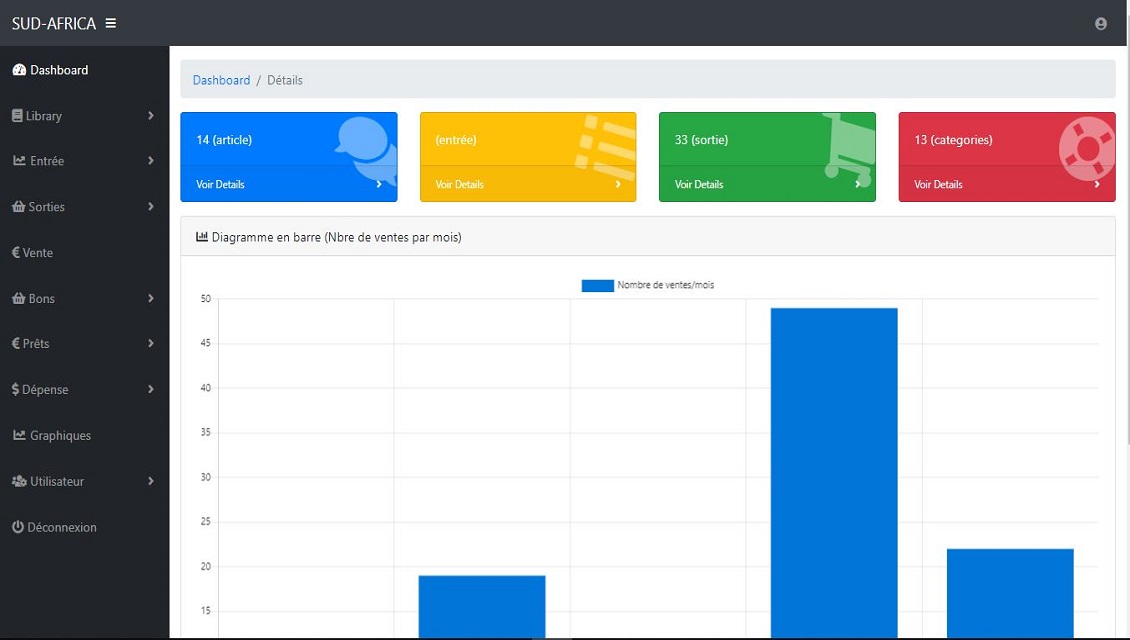 SUD-AFRICA
Dashboard
Library
Entrée
Sorties
Vente
Bons
Prêts
Dépense
Graphiques
Utilisateur
Déconnexion
Dashboard / Détails
14 (article)
Voir Details
(entrée)
Voir Details
33 (sortie)
Voir Details
13 (categories)
Voir Details
Diagramme en barre (Nbre de ventes par mois)
Nombre de ventes/mois
50
45
40
35
30
25
20
15